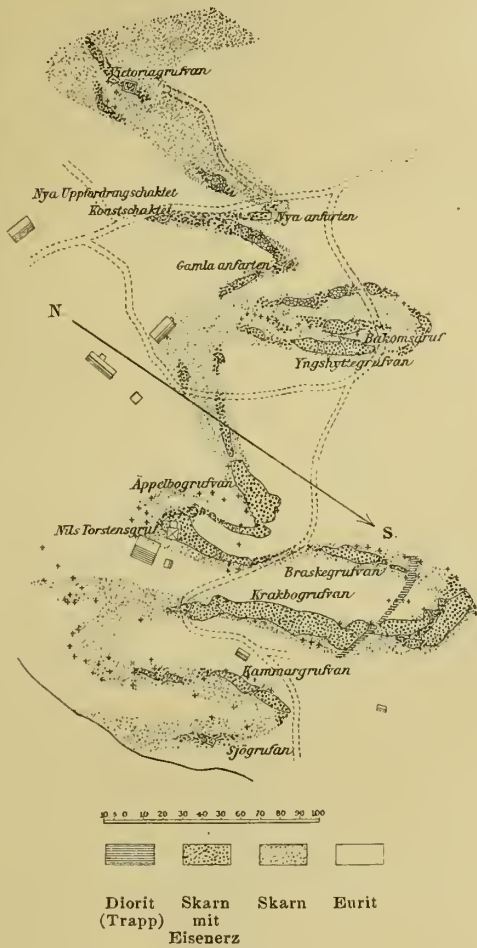 Victoriagrufvan
Nya Uppfordringschaktet
Konstschaktet
Nya anfarten
Gamla anfarten
N
Bäkomsgruf
Yngshyttegrufvan
Äppelbogrufvan
Nils Torstensgruf
S.
Braskegrufvan
Krakbogrufvan
Kammargrufvan
Sjögrufan
10 5 0 10 20 30 40 50 60 70 80 90 100
Diorit Skarn Skarn Eurit
(Trapp) mit
Eisenerz